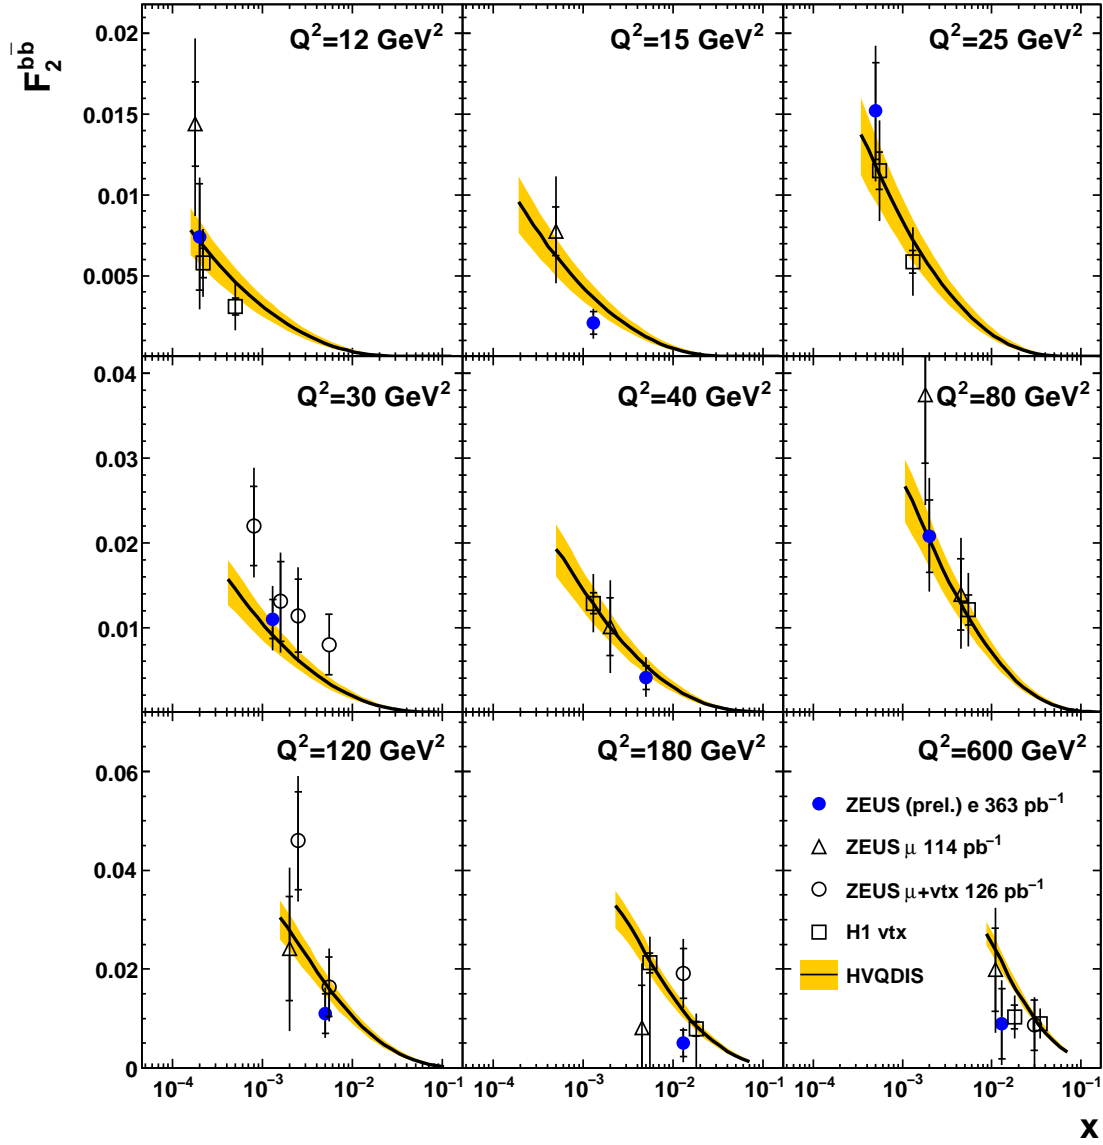 F₂^{bb̄}
0.02
0.015
0.01
0.005
Q²=12 GeV²
Q²=15 GeV²
Q²=25 GeV²
0.04
0.03
0.02
0.01
Q²=30 GeV²
Q²=40 GeV²
Q²=80 GeV²
0.06
0.04
0.02
0
Q²=120 GeV²
Q²=180 GeV²
Q²=600 GeV²
ZEUS (prel.) e 363 pb⁻¹
ZEUS μ 114 pb⁻¹
ZEUS μ+vtx 126 pb⁻¹
H1 vtx
HVQDIS
10⁻⁴ 10⁻³ 10⁻² 10⁻¹ 10⁻⁴ 10⁻³ 10⁻² 10⁻¹ 10⁻⁴ 10⁻³ 10⁻² 10⁻¹
x